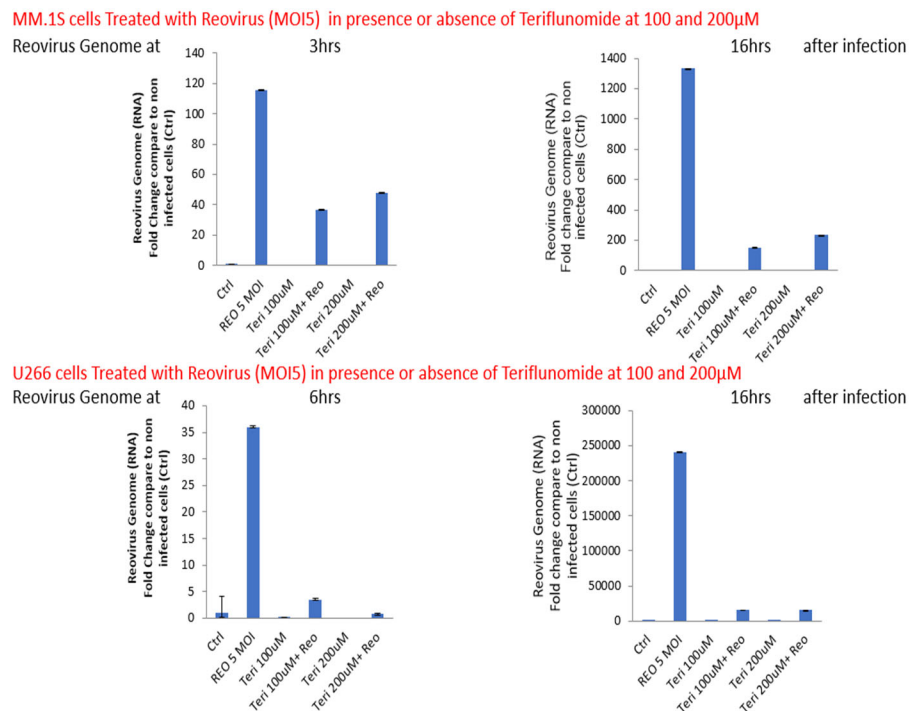 MM.1S cells Treated with Reovirus (MOI5) in presence or absence of Teriflunomide at 100 and 200µM
Reovirus Genome at 3hrs 16hrs after infection
Reovirus Genome (RNA)
Fold Change compare to non
infected cells (Ctrl)
140
120
100
80
60
40
20
0
Ctrl
REO 5 MOI
Teri 100uM
Teri 100uM+ Reo
Teri 200uM
Teri 200uM+ Reo
Reovirus Genome (RNA)
Fold change compare to non
infected cells (Ctrl)
1400
1200
1000
800
600
400
200
0
Ctrl
REO 5 MOI
Teri 100uM
Teri 100uM+ Reo
Teri 200uM
Teri 200uM+ Reo
U266 cells Treated with Reovirus (MOI5) in presence or absence of Teriflunomide at 100 and 200µM
Reovirus Genome at 6hrs 16hrs after infection
Reovirus Genome (RNA)
Fold Change compare to non
infected cells (Ctrl)
40
35
30
25
20
15
10
5
0
Ctrl
REO 5 MOI
Teri 100uM
Teri 100uM+ Reo
Teri 200uM
Teri 200uM+ Reo
Reovirus Genome (RNA)
Fold change compare to non
infected cells (Ctrl)
300000
250000
200000
150000
100000
50000
0
Ctrl
REO 5 MOI
Teri 100uM
Teri 100uM+ Reo
Teri 200uM
Teri 200uM+ Reo